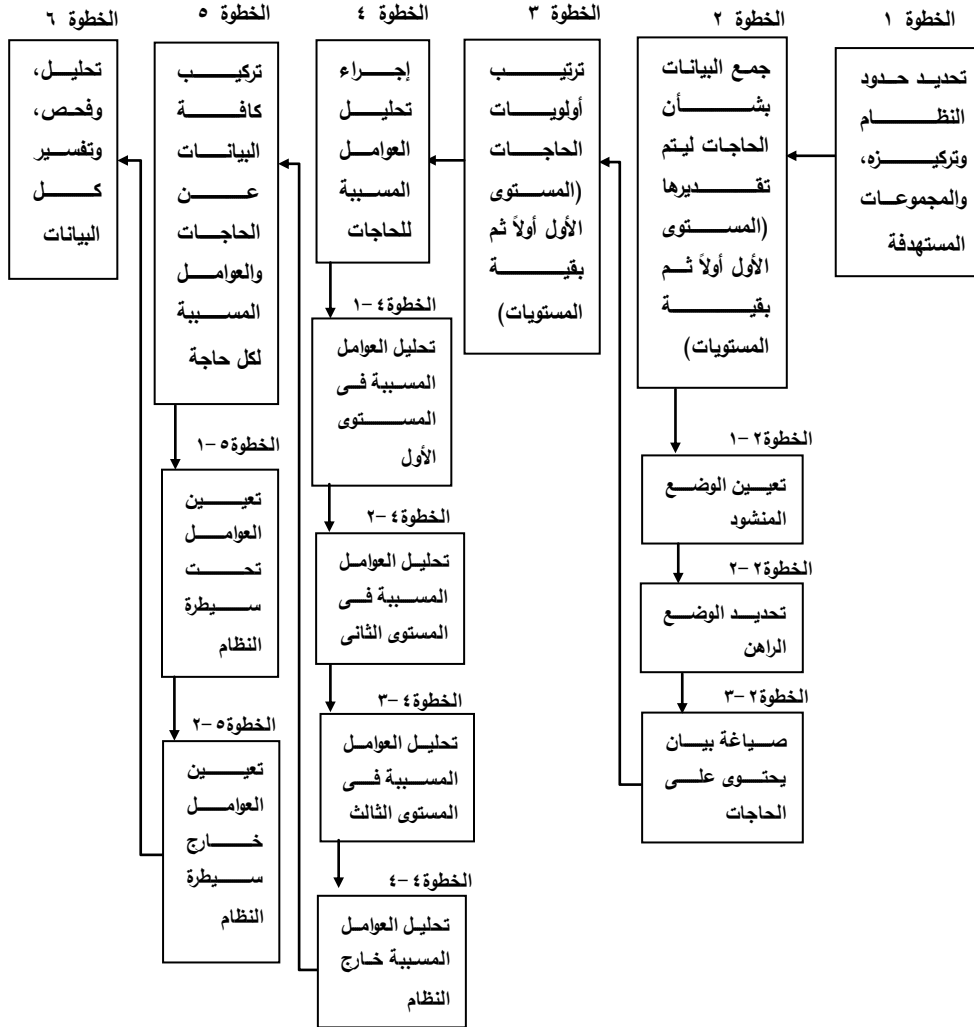 الخطوة ١
تحديد حدود
النظام
وتركيزه،
والمجموعات
المستهدفة
الخطوة ٢
جمع البيانات
بشأن
الحاجات ليتم
تقديرها
(المستوى
الأول أولاً ثم
بقية
المستويات)
الخطوة٢ -١
تعيين الوضع
المنشود
الخطوة٢ -٢
تحديد الوضع
الراهن
الخطوة٢ -٣
صياغة بيان
يحتوى على
الحاجات
الخطوة ٣
ترتيب
أولويات
الحاجات
(المستوى
الأول أولاً ثم
بقية
المستويات)
الخطوة ٤
إجراء
تحليل
العوامل
المسببة
للحاجات
الخطوة٤ -١
تحليل العوامل
المسببة فى
المستوى
الأول
الخطوة٤ -٢
تحليل العوامل
المسببة فى
المستوى الثانى
الخطوة٤ -٣
تحليل العوامل
المسببة فى
المستوى الثالث
الخطوة٤ -٤
تحليل العوامل
المسببة خارج
النظام
الخطوة ٥
تركيب
كافة
البيانات
عن
الحاجات
والعوامل
المسببة
لكل حاجة
الخطوة٥ -١
تعيين
العوامل
تحت
سيطرة
النظام
الخطوة٥ -٢
تعيين
العوامل
خارج
سيطرة
النظام
الخطوة ٦
تحليل،
وفحص،
وتفسير
كل
البيانات